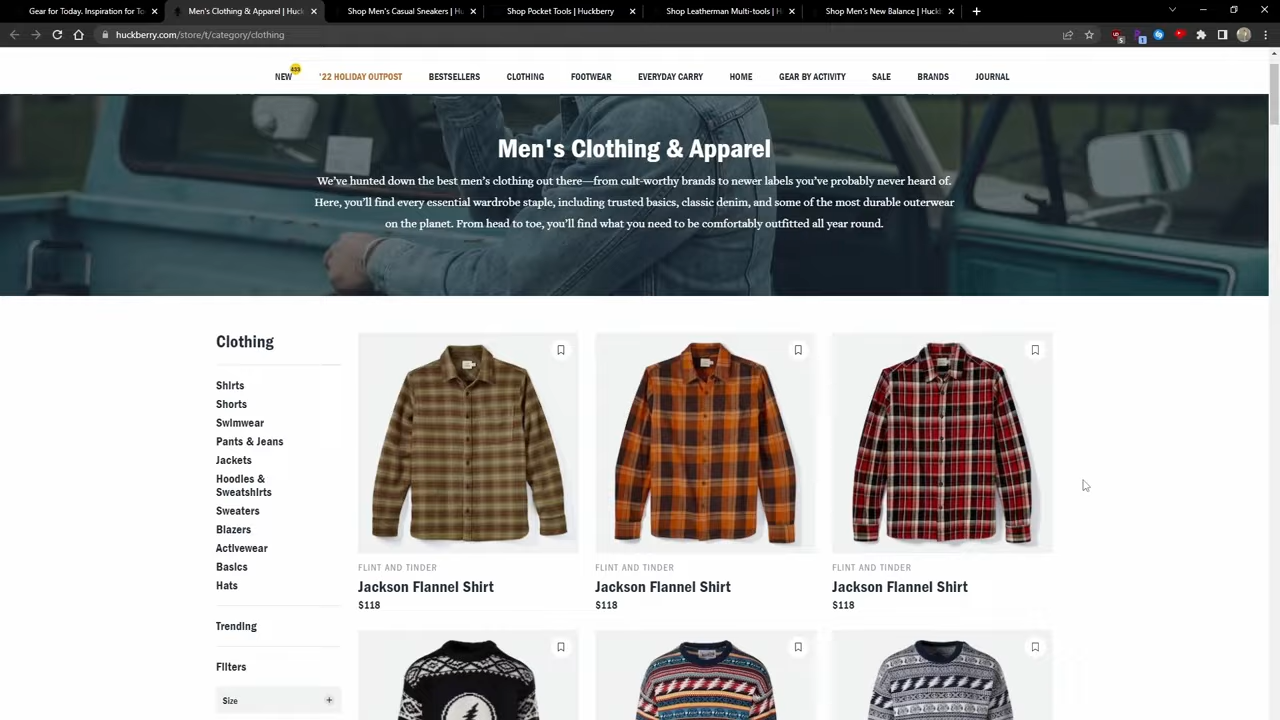 Gear for Today. Inspiration for To
Men's Clothing & Apparel | Huck
Shop Men's Casual Sneakers | Hu
Shop Pocket Tools | Huckberry
Shop Leatherman Multi-tools | H
Shop Men's New Balance | Huckb
huckberry.com/store/t/category/clothing
NEW 433 '22 HOLIDAY OUTPOST BESTSELLERS CLOTHING FOOTWEAR EVERYDAY CARRY HOME GEAR BY ACTIVITY SALE BRANDS JOURNAL
Men's Clothing & Apparel
We've hunted down the best men's clothing out there—from cult-worthy brands to newer labels you've probably never heard of.
Here, you'll find every essential wardrobe staple, including trusted basics, classic denim, and some of the most durable outerwear
on the planet. From head to toe, you'll find what you need to be comfortably outfitted all year round.
Clothing
Shirts
Shorts
Swimwear
Pants & Jeans
Jackets
Hoodies &
Sweatshirts
Sweaters
Blazers
Activewear
Basics
Hats
Trending
Filters
Size +
FLINT AND TINDER
Jackson Flannel Shirt
$118
FLINT AND TINDER
Jackson Flannel Shirt
$118
FLINT AND TINDER
Jackson Flannel Shirt
$118